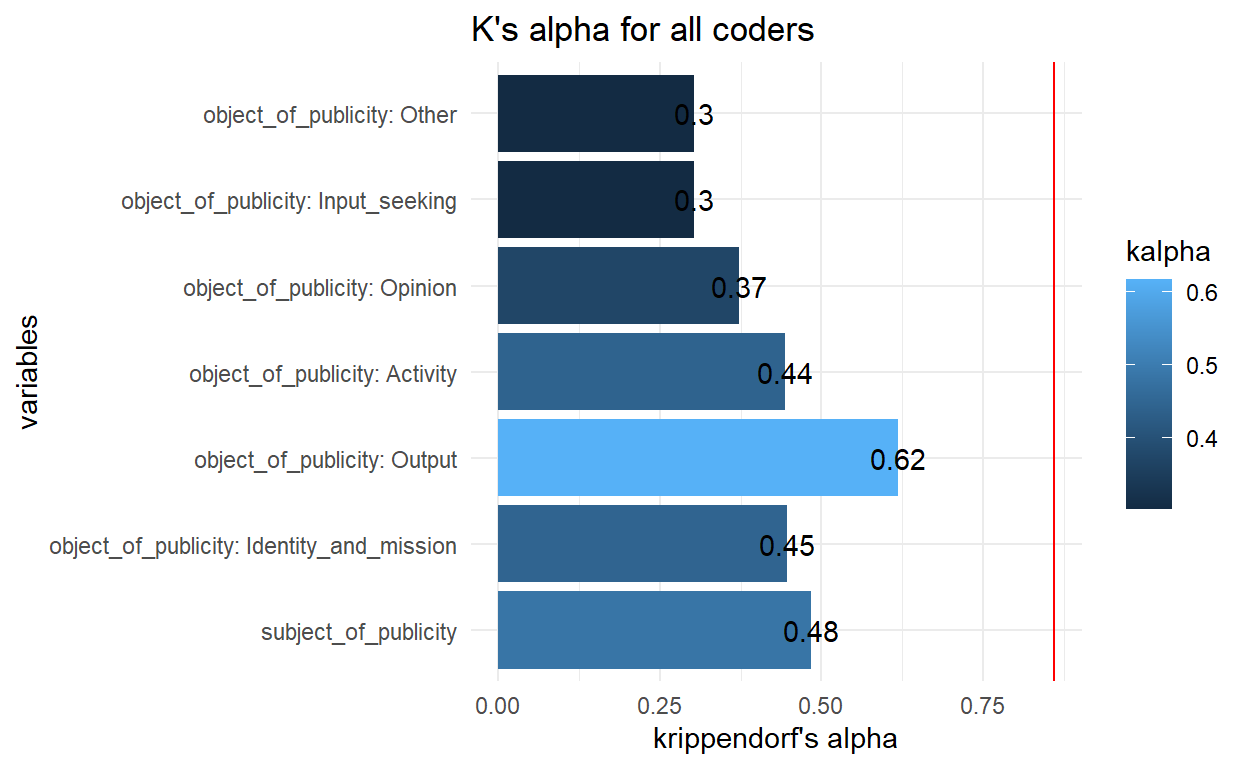 K's alpha for all coders
object_of_publicity: Other
0.3
object_of_publicity: Input_seeking
0.3
object_of_publicity: Opinion
0.37
object_of_publicity: Activity
0.44
object_of_publicity: Output
0.62
object_of_publicity: Identity_and_mission
0.45
subject_of_publicity
0.48
variables
0.00 0.25 0.50 0.75
krippendorf's alpha
kalpha
0.6
0.5
0.4